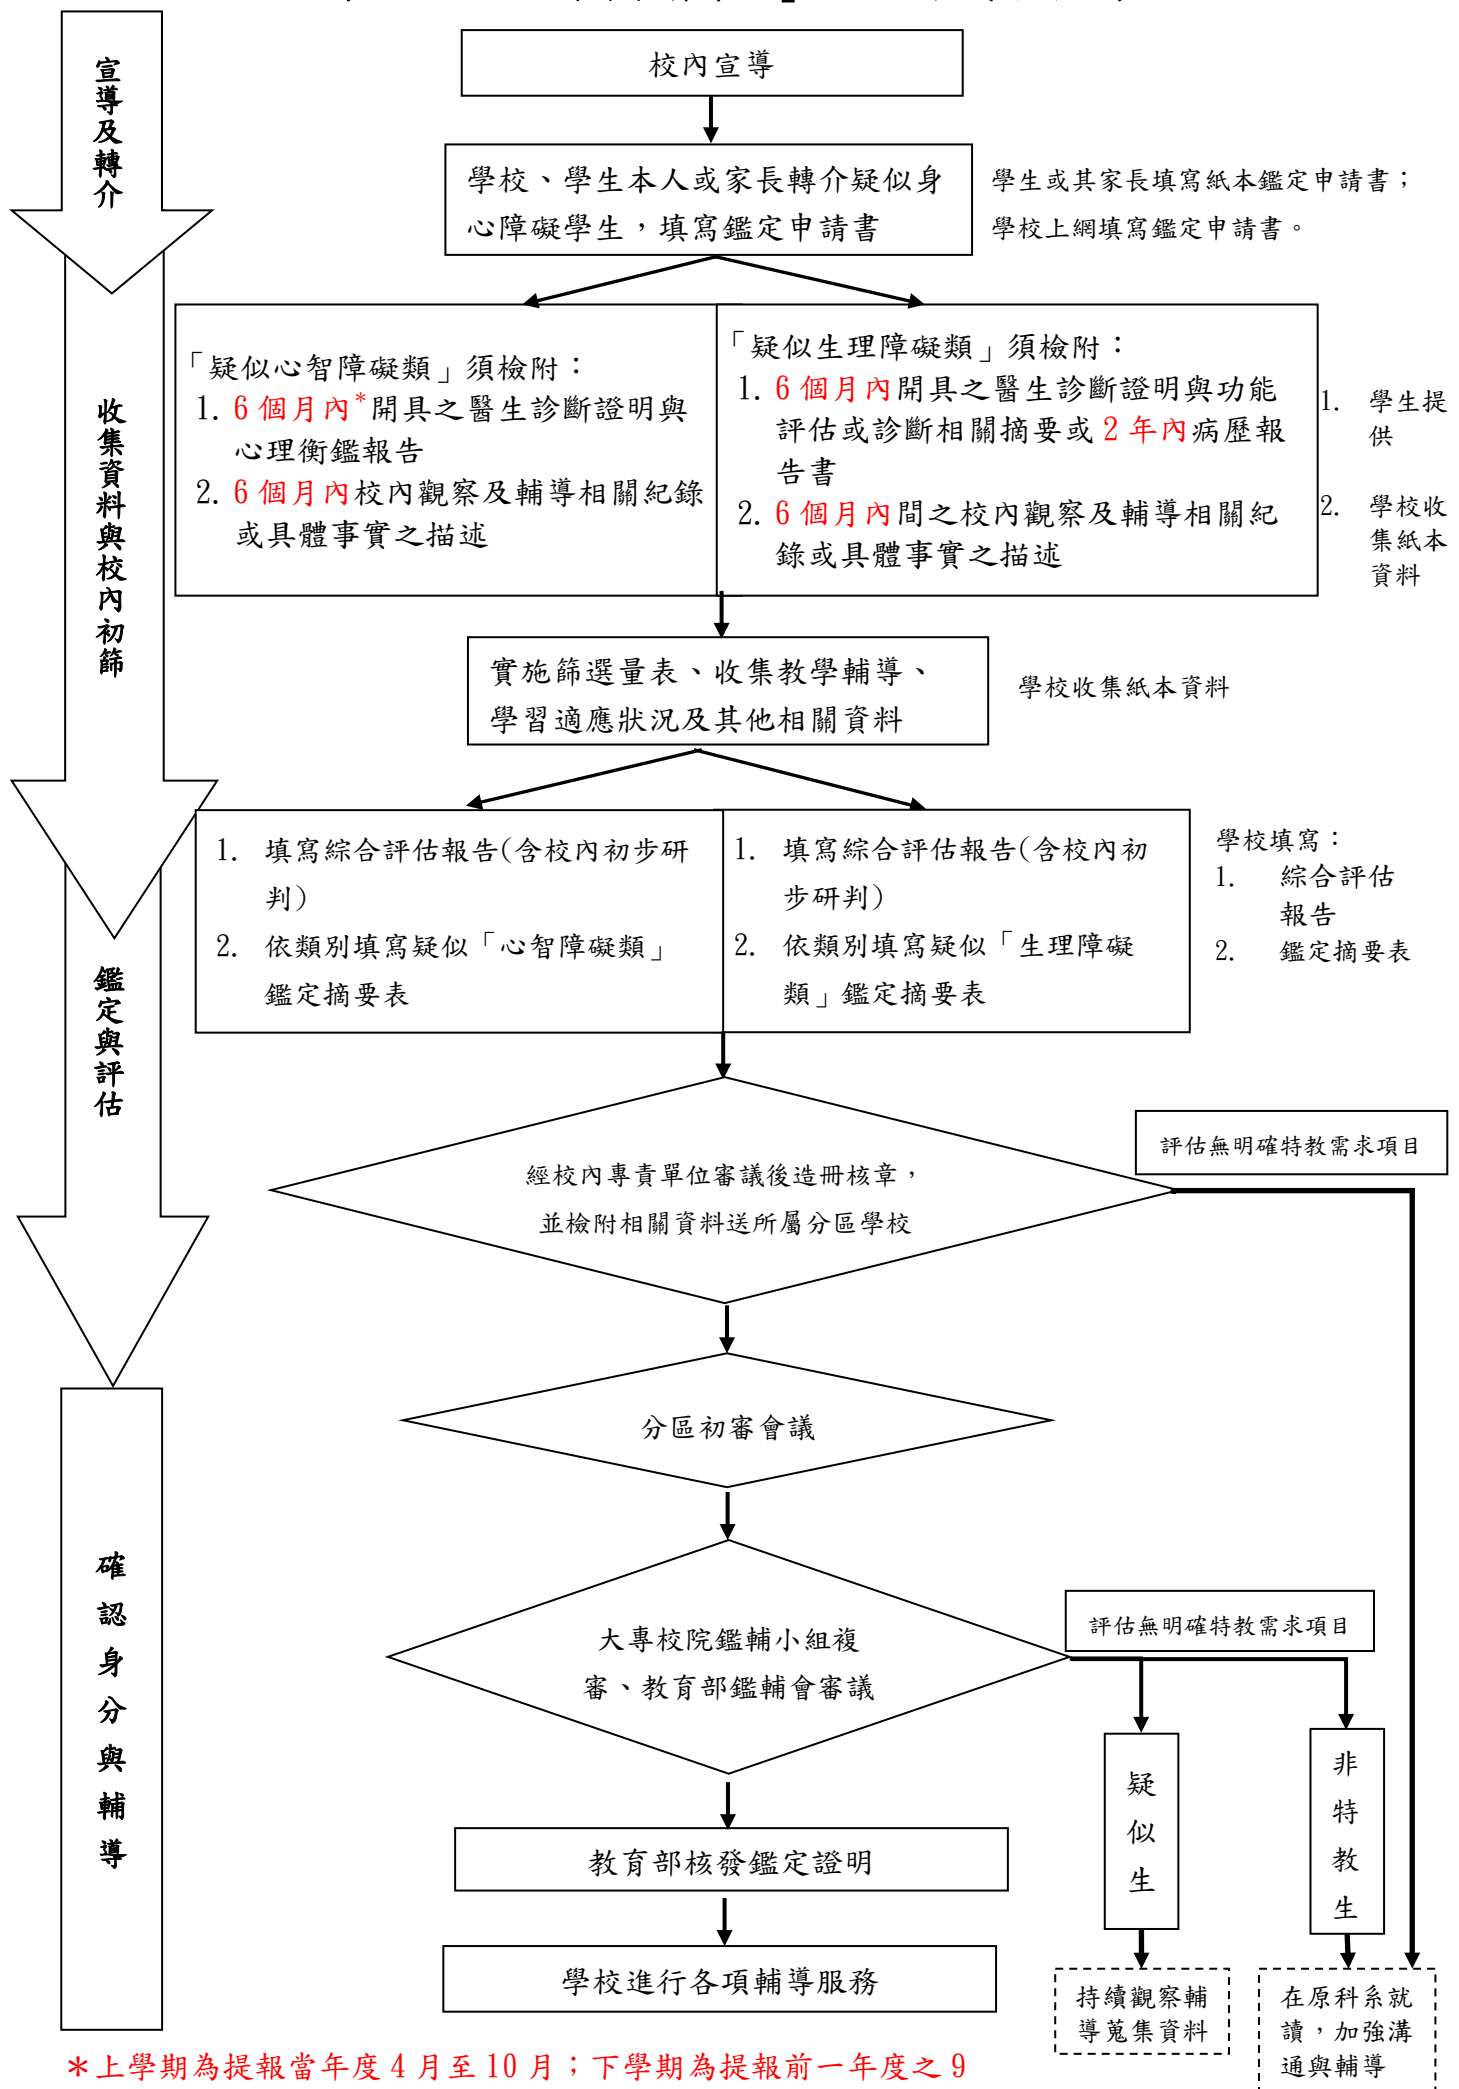 宣導及轉介
校內宣導
學校、學生本人或家長轉介疑似身
心障礙學生，填寫鑑定申請書
學生或其家長填寫紙本鑑定申請書；
學校上網填寫鑑定申請書。
收集資料與校內初篩
「疑似心智障礙類」須檢附：
1. 6 個月內*開具之醫生診斷證明與
心理衡鑑報告
2. 6 個月內校內觀察及輔導相關紀錄
或具體事實之描述
「疑似生理障礙類」須檢附：
1. 6 個月內開具之醫生診斷證明與功能
評估或診斷相關摘要或 2 年內病歷報
告書
2. 6 個月內間之校內觀察及輔導相關紀
錄或具體事實之描述
1. 學生提
供
2. 學校收
集紙本
資料
實施篩選量表、收集教學輔導、
學習適應狀況及其他相關資料
學校收集紙本資料
鑑定與評估
1. 填寫綜合評估報告(含校內初步研
判)
2. 依類別填寫疑似「心智障礙類」
鑑定摘要表
1. 填寫綜合評估報告(含校內初
步研判)
2. 依類別填寫疑似「生理障礙
類」鑑定摘要表
學校填寫：
1. 綜合評估
報告
2. 鑑定摘要表
經校內專責單位審議後造冊核章，
並檢附相關資料送所屬分區學校
評估無明確特教需求項目
分區初審會議
確認身分與輔導
大專校院鑑輔小組複
審、教育部鑑輔會審議
評估無明確特教需求項目
疑似生
非特教生
教育部核發鑑定證明
學校進行各項輔導服務
持續觀察輔
導蒐集資料
在原科系就
讀，加強溝
通與輔導
＊上學期為提報當年度 4 月至 10 月；下學期為提報前一年度之 9